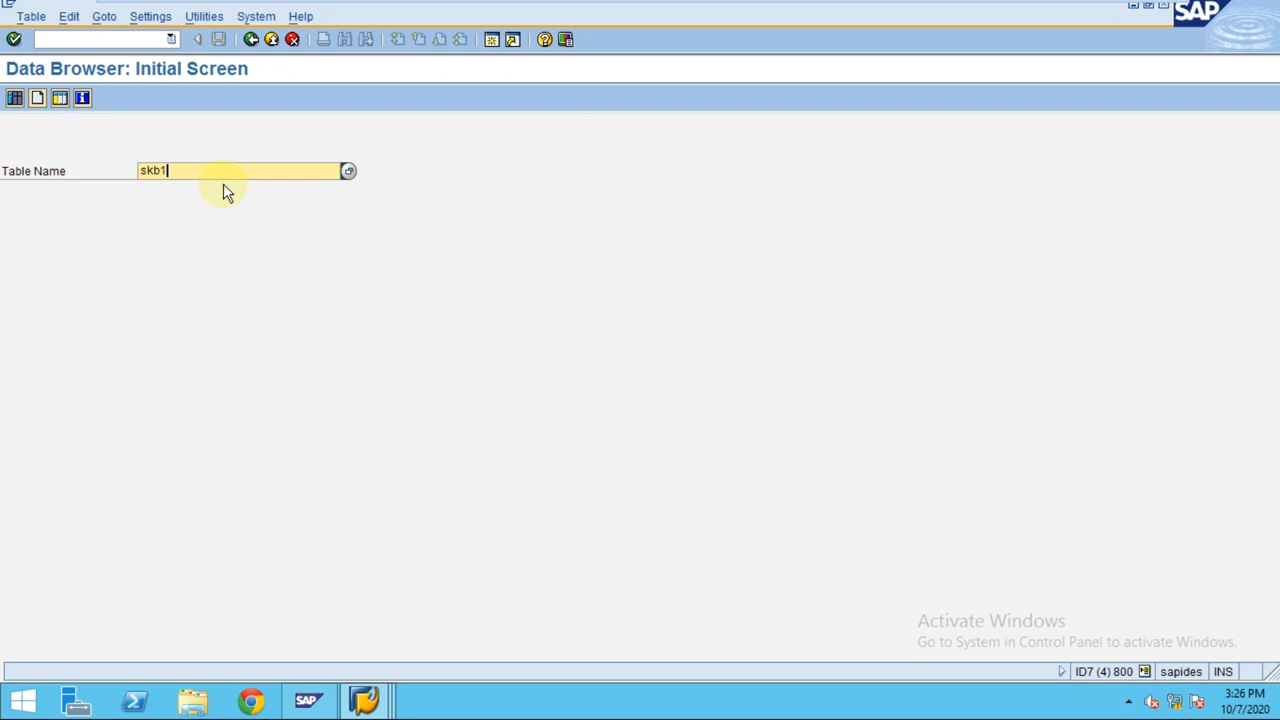 Table Edit Goto Settings Utilities System Help
SAP
Data Browser: Initial Screen
Table Name skb1
Activate Windows
Go to System in Control Panel to activate Windows.
ID7 (4) 800 sapides INS
SAP 3:26 PM
10/7/2020